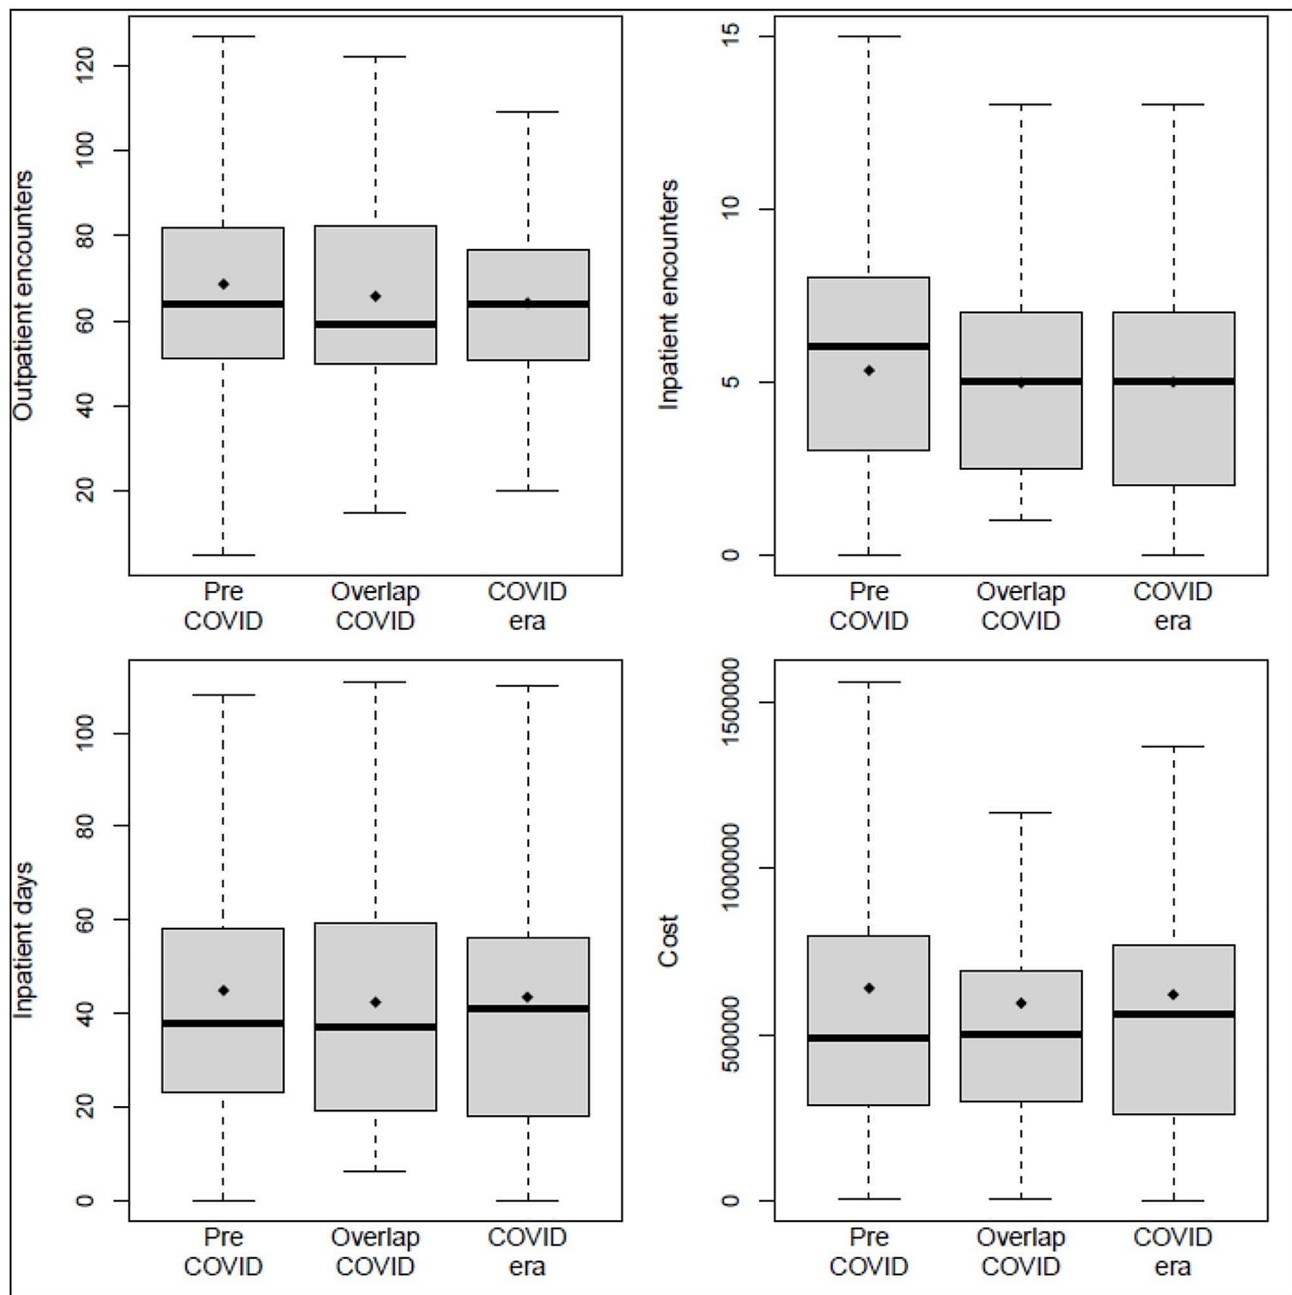 Outpatient encounters
120
100
80
60
40
20
Pre
COVID
Overlap
COVID
COVID
era
Inpatient encounters
15
10
5
0
Pre
COVID
Overlap
COVID
COVID
era
Inpatient days
100
80
60
40
20
0
Pre
COVID
Overlap
COVID
COVID
era
Cost
1500000
1000000
500000
0
Pre
COVID
Overlap
COVID
COVID
era